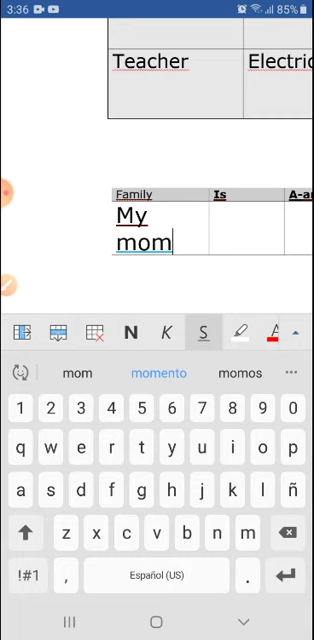 3:36 85%
Teacher Electric
Family Is A-a
My
mom
N K S A
mom momento momos ...
1 2 3 4 5 6 7 8 9 0
q w e r t y u i o p
a s d f g h j k l ñ
z x c v b n m
!#1 , Español (US) .